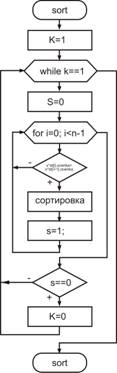 sort
K=1
while k==1
S=0
for i=0; i<n-1
-
+
сортировка
s=1;
-
s==0
+
K=0
sort